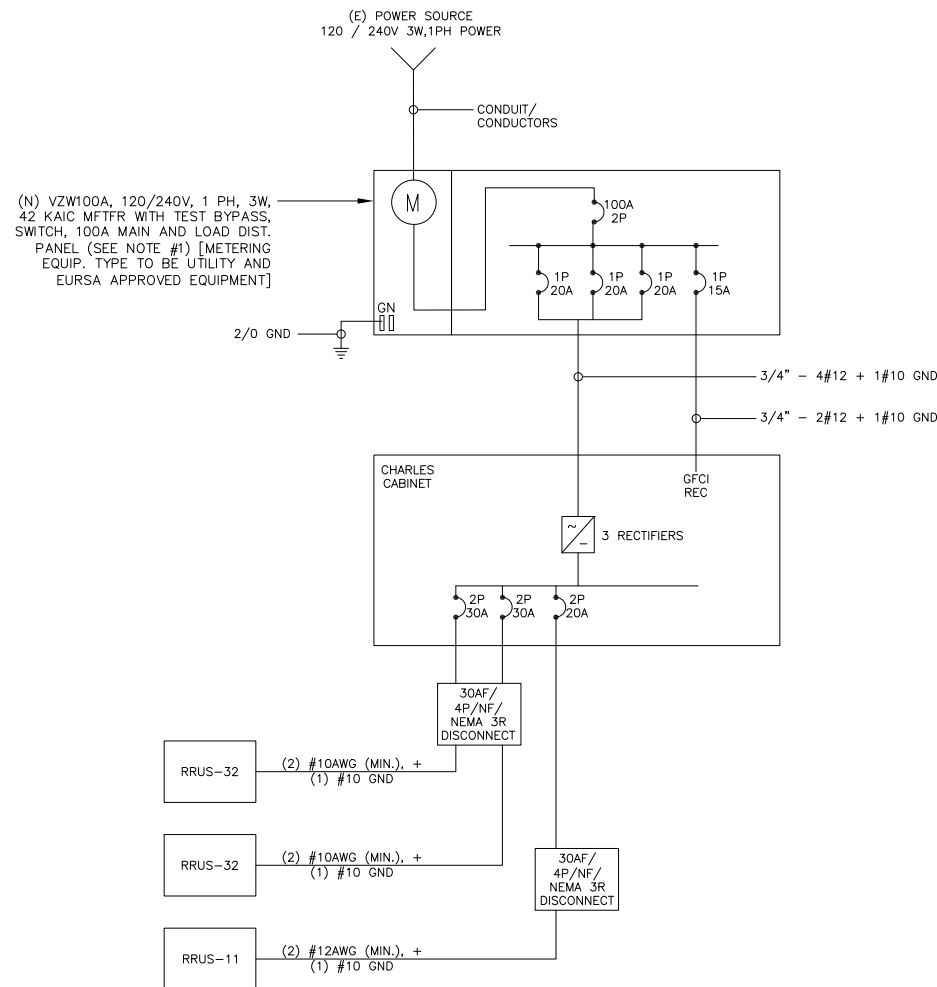 (E) POWER SOURCE
120 / 240V 3W,1PH POWER
CONDUIT/
CONDUCTORS
(N) VZW100A, 120/240V, 1 PH, 3W,
42 KAIC MFTFR WITH TEST BYPASS,
SWITCH, 100A MAIN AND LOAD DIST.
PANEL (SEE NOTE #1) [METERING
EQUIP. TYPE TO BE UTILITY AND
EURSA APPROVED EQUIPMENT]
M
100A
2P
1P
20A
1P
20A
1P
20A
1P
15A
GN
2/0 GND
3/4" - 4#12 + 1#10 GND
3/4" - 2#12 + 1#10 GND
CHARLES
CABINET
GFCI
REC
~
–
3 RECTIFIERS
2P
30A
2P
30A
2P
20A
30AF/
4P/NF/
NEMA 3R
DISCONNECT
RRUS-32
(2) #10AWG (MIN.), +
(1) #10 GND
RRUS-32
(2) #10AWG (MIN.), +
(1) #10 GND
30AF/
4P/NF/
NEMA 3R
DISCONNECT
RRUS-11
(2) #12AWG (MIN.), +
(1) #10 GND